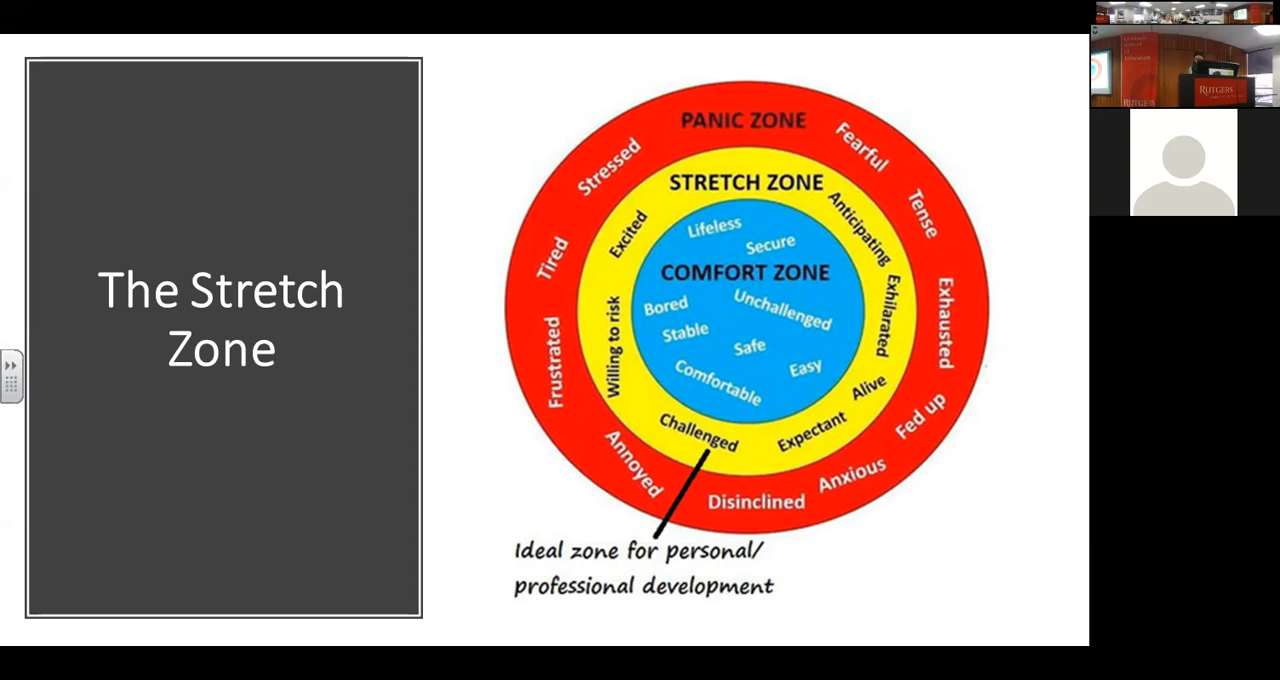 The Stretch
Zone
PANIC ZONE
Stressed
Fearful
Tired
Tense
Frustrated
Exhausted
Annoyed
Fed up
Disinclined
Anxious
STRETCH ZONE
Excited
Anticipating
Willing to risk
Exhilarated
Alive
Challenged
Expectant
Lifeless
Secure
COMFORT ZONE
Bored
Unchallenged
Stable
Safe
Easy
Comfortable
Ideal zone for personal/
professional development
RUTGERS
RUTGERS